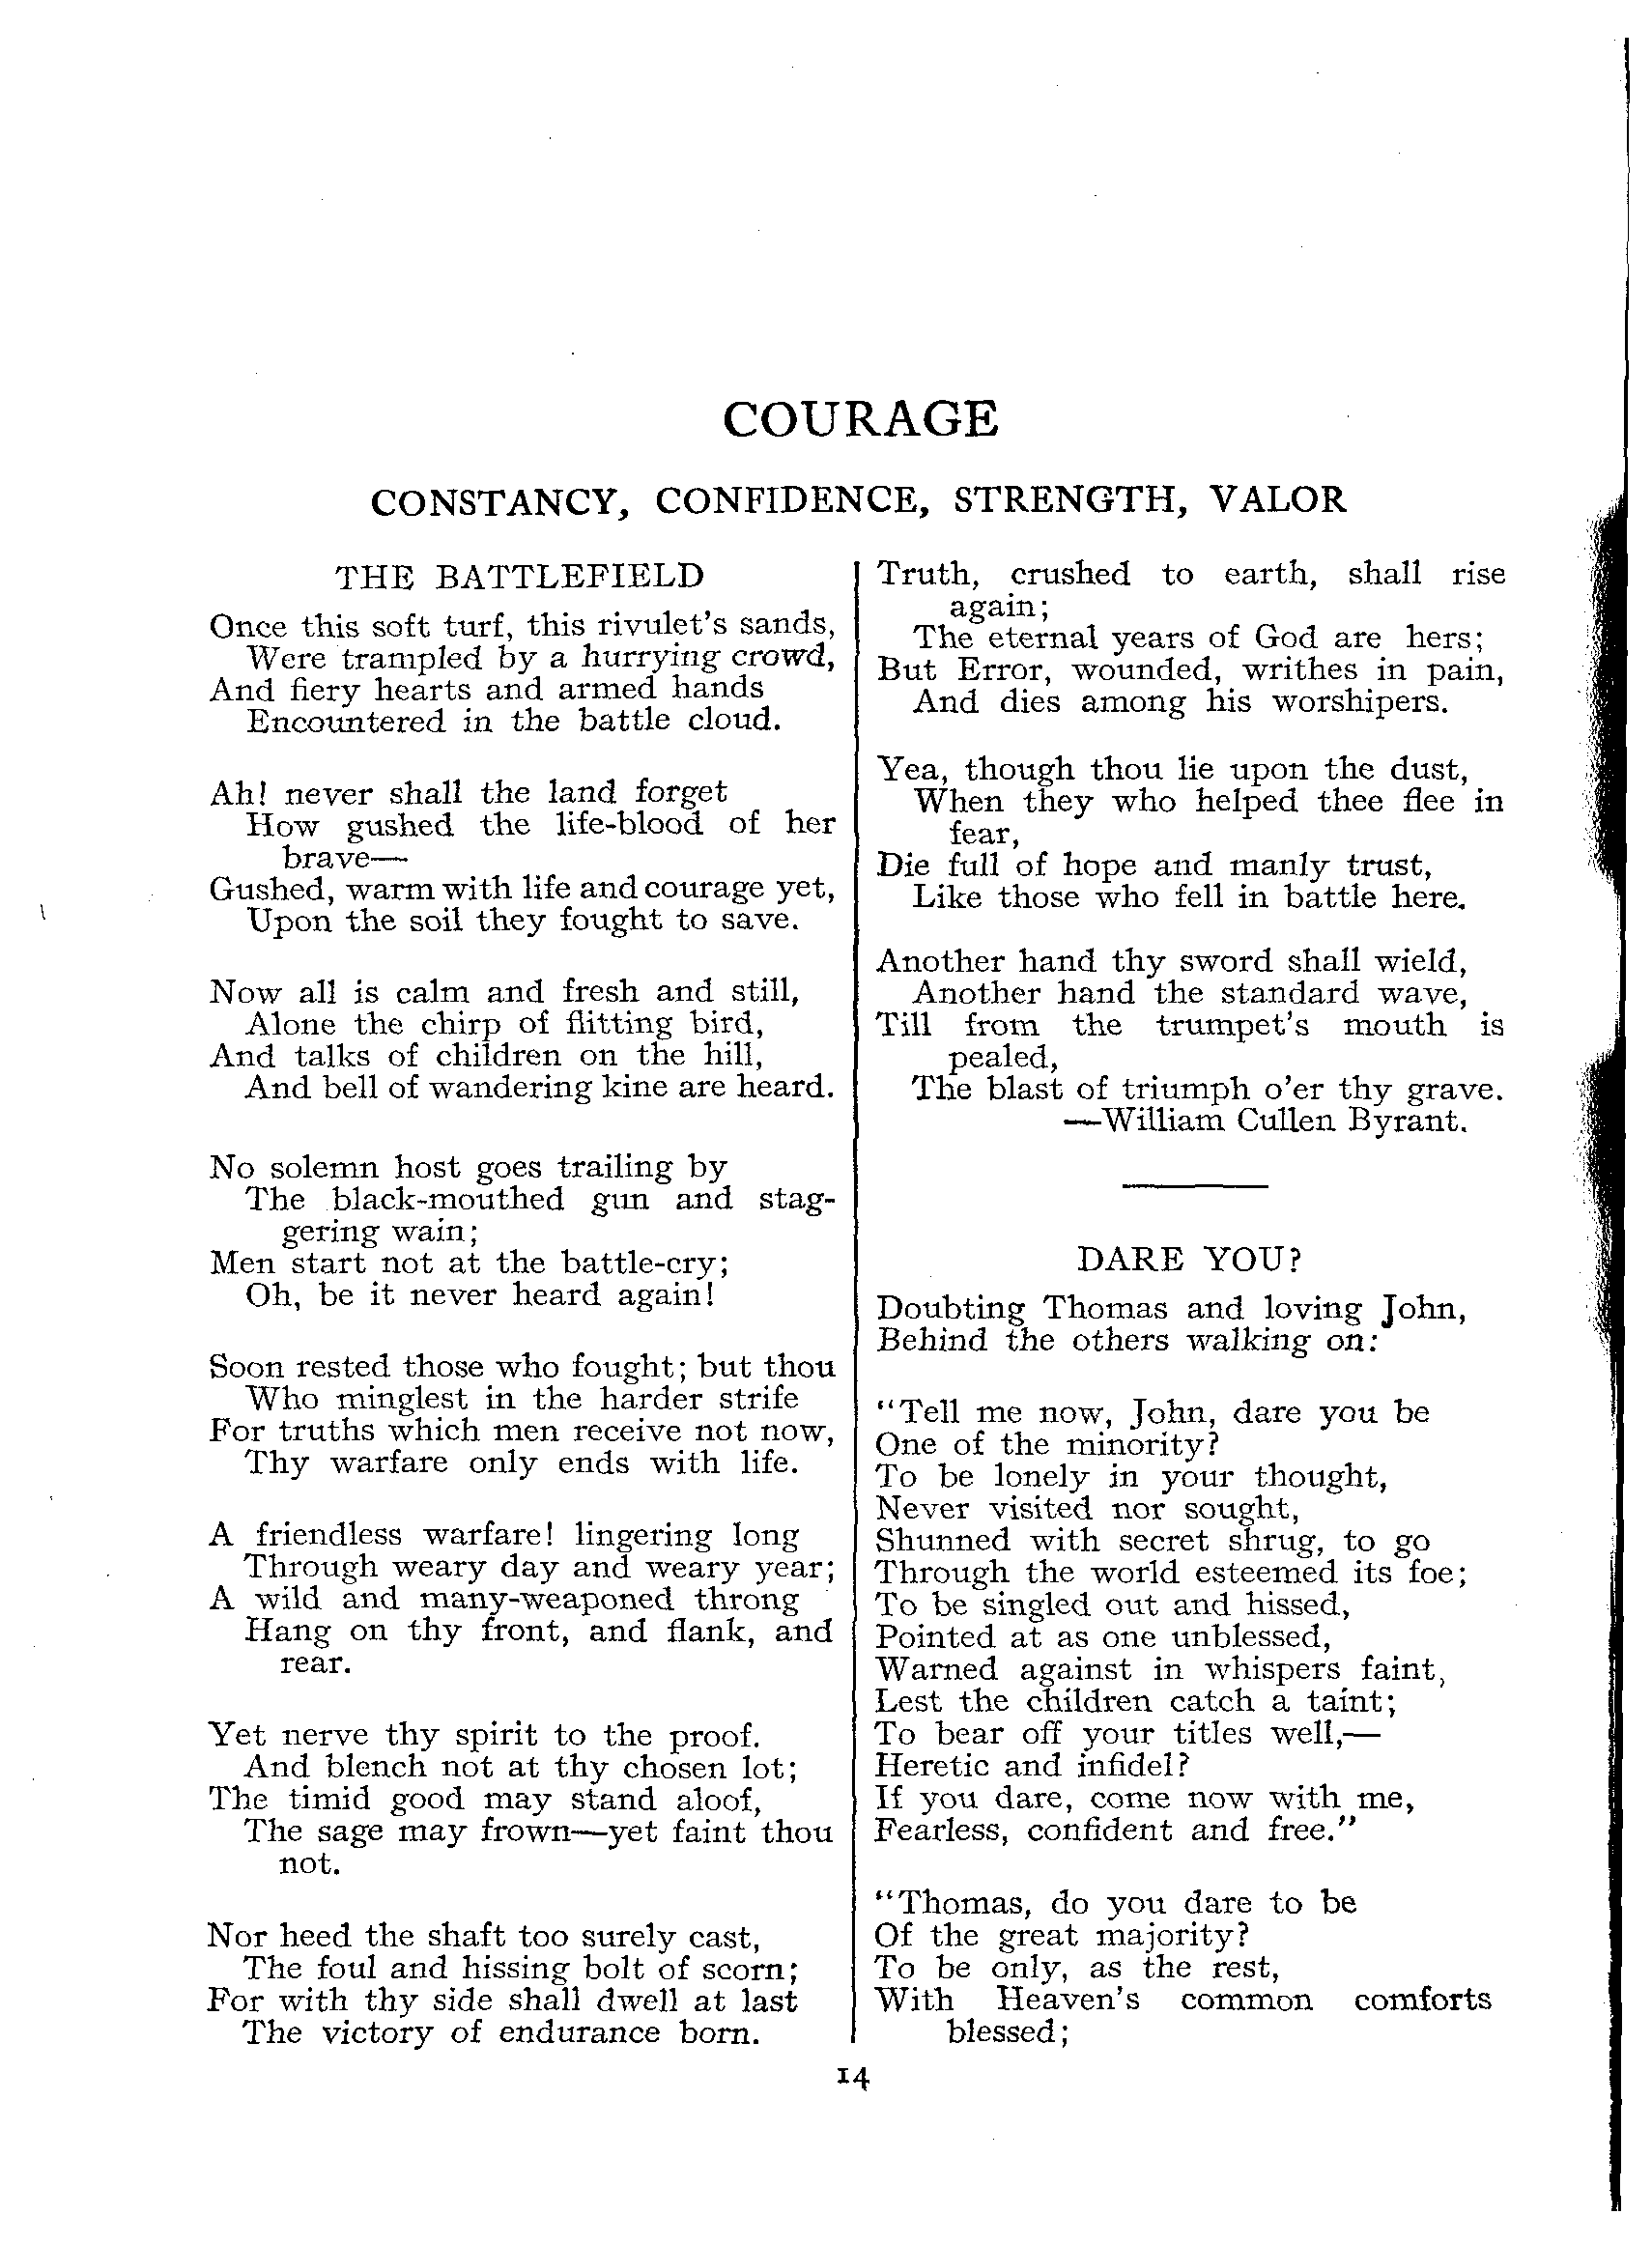 COURAGE
CONSTANCY, CONFIDENCE, STRENGTH, VALOR
THE BATTLEFIELD
Once this soft turf, this rivulet's sands,
Were trampled by a hurrying crowd,
And fiery hearts and armed hands
Encountered in the battle cloud.
Ah! never shall the land forget
How gushed the life-blood of her
brave—
Gushed, warm with life and courage yet,
Upon the soil they fought to save.
Now all is calm and fresh and still,
Alone the chirp of flitting bird,
And talks of children on the hill,
And bell of wandering kine are heard.
No solemn host goes trailing by
The black-mouthed gun and stag-
gering wain;
Men start not at the battle-cry;
Oh, be it never heard again!
Soon rested those who fought; but thou
Who minglest in the harder strife
For truths which men receive not now,
Thy warfare only ends with life.
A friendless warfare! lingering long
Through weary day and weary year;
A wild and many-weaponed throng
Hang on thy front, and flank, and
rear.
Yet nerve thy spirit to the proof.
And blench not at thy chosen lot;
The timid good may stand aloof,
The sage may frown—yet faint thou
not.
Nor heed the shaft too surely cast,
The foul and hissing bolt of scorn;
For with thy side shall dwell at last
The victory of endurance born.
Truth, crushed to earth, shall rise
again;
The eternal years of God are hers;
But Error, wounded, writhes in pain,
And dies among his worshipers.
Yea, though thou lie upon the dust,
When they who helped thee flee in
fear,
Die full of hope and manly trust,
Like those who fell in battle here.
Another hand thy sword shall wield,
Another hand the standard wave,
Till from the trumpet's mouth is
pealed,
The blast of triumph o'er thy grave.
—William Cullen Byrant.
DARE YOU?
Doubting Thomas and loving John,
Behind the others walking on:
"Tell me now, John, dare you be
One of the minority?
To be lonely in your thought,
Never visited nor sought,
Shunned with secret shrug, to go
Through the world esteemed its foe;
To be singled out and hissed,
Pointed at as one unblessed,
Warned against in whispers faint,
Lest the children catch a taint;
To bear off your titles well,—
Heretic and infidel?
If you dare, come now with me,
Fearless, confident and free."
"Thomas, do you dare to be
Of the great majority?
To be only, as the rest,
With Heaven's common comforts
blessed;
14